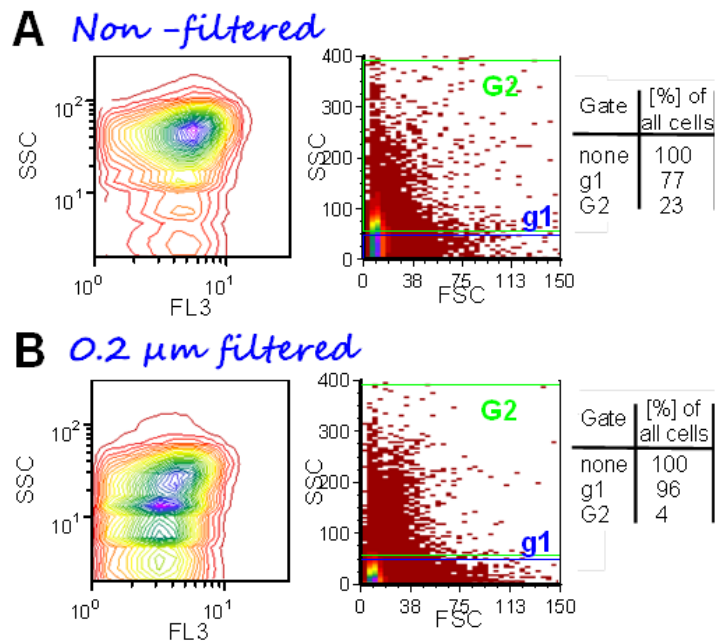 A Non -filtered
SSC
10²
10¹
10⁰ 10¹
FL3
SSC
400
300
200
100
0
G2
g1
0 38 75 113 150
FSC
Gate [%] of all cells
none 100
g1 77
G2 23
B 0.2 µm filtered
SSC
10²
10¹
10⁰ 10¹
FL3
SSC
400
300
200
100
0
G2
g1
0 38 75 113 150
FSC
Gate [%] of all cells
none 100
g1 96
G2 4